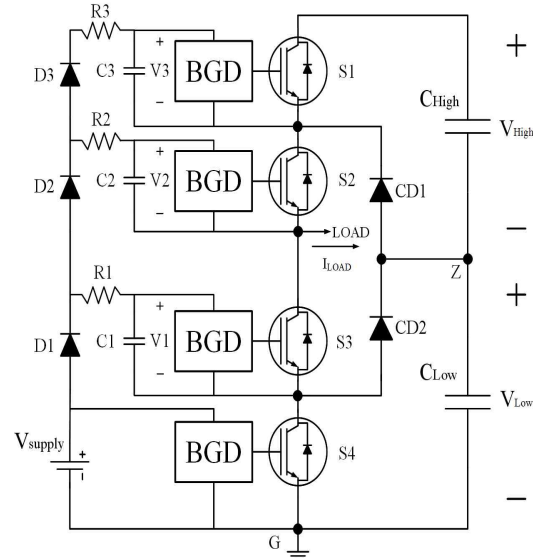 R3
+
D3
C3
V3
BGD
S1
+
−
CHigh
VHigh
R2
+
D2
C2
V2
BGD
S2
CD1
−
LOAD
ILOAD
−
Z
R1
+
+
D1
C1
V1
BGD
S3
CD2
−
CLow
VLow
Vsupply
+
-
BGD
S4
−
G